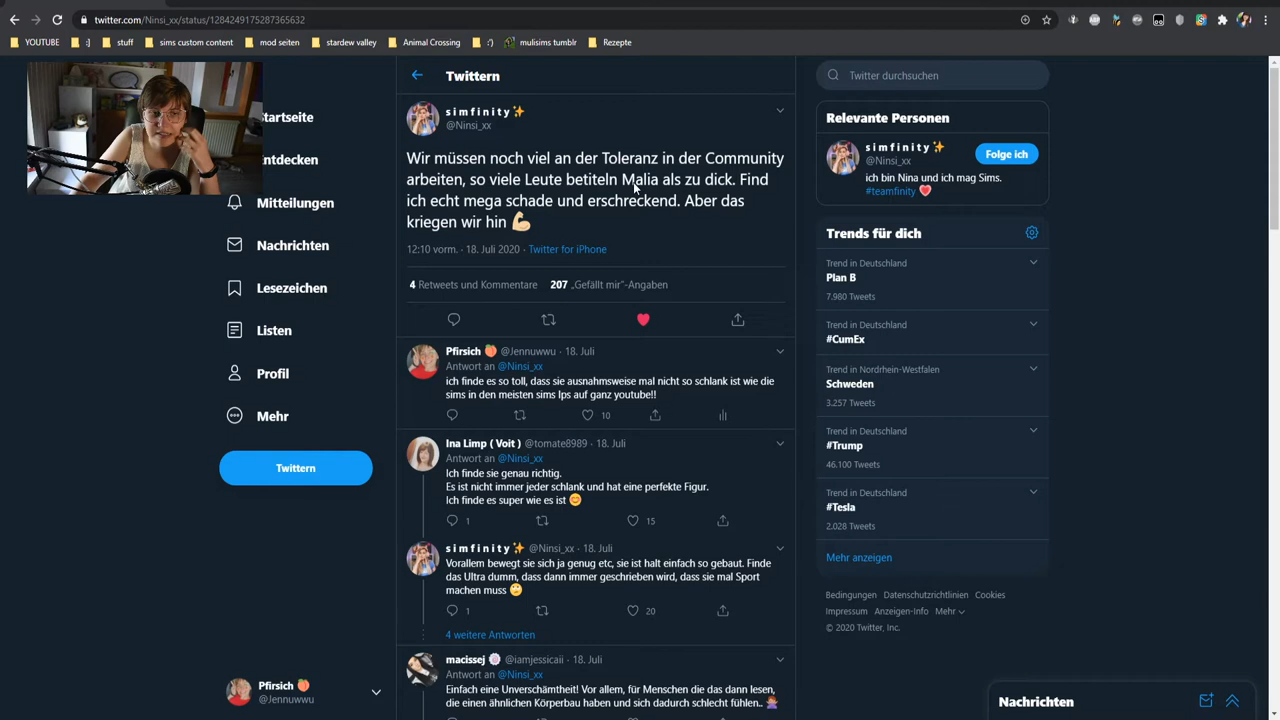 twitter.com/Ninsi_xx/status/1284249175287365632
YOUTUBE :) stuff sims custom content mod seiten stardew valley Animal Crossing :') mulisims tumblr Rezepte
Startseite
Entdecken
Mitteilungen
Nachrichten
Lesezeichen
Listen
Profil
Mehr
Twittern
Pfirsich 🍑
@Jennuwwu
Twittern
simfinity✨
@Ninsi_xx
Wir müssen noch viel an der Toleranz in der Community
arbeiten, so viele Leute betiteln Malia als zu dick. Find
ich echt mega schade und erschreckend. Aber das
kriegen wir hin 💪🏼
12:10 vorm. · 18. Juli 2020 · Twitter for iPhone
4 Retweets und Kommentare 207 „Gefällt mir"-Angaben
Pfirsich 🍑 @Jennuwwu · 18. Juli
Antwort an @Ninsi_xx
ich finde es so toll, dass sie ausnahmsweise mal nicht so schlank ist wie die
sims in den meisten sims lps auf ganz youtube!!
10
Ina Limp ( Voit ) @tomate8989 · 18. Juli
Antwort an @Ninsi_xx
Ich finde sie genau richtig.
Es ist nicht immer jeder schlank und hat eine perfekte Figur.
Ich finde es super wie es ist 😊
1 15
simfinity✨ @Ninsi_xx · 18. Juli
Vorallem bewegt sie sich ja genug etc, sie ist halt einfach so gebaut. Finde
das Ultra dumm, dass dann immer geschrieben wird, dass sie mal Sport
machen muss 🙄
1 20
4 weitere Antworten
macissej @iamjessicaii · 18. Juli
Antwort an @Ninsi_xx
Einfach eine Unverschämtheit! Vor allem, für Menschen die das dann lesen,
die einen ähnlichen Körperbau haben und sich dadurch schlecht fühlen.. 🤦🏼‍♀️
Twitter durchsuchen
Relevante Personen
simfinity✨
@Ninsi_xx
Folge ich
ich bin Nina und ich mag Sims.
#teamfinity ❤️
Trends für dich
Trend in Deutschland
Plan B
7.980 Tweets
Trend in Deutschland
#CumEx
Trend in Nordrhein-Westfalen
Schweden
3.257 Tweets
Trend in Deutschland
#Trump
46.100 Tweets
Trend in Deutschland
#Tesla
2.028 Tweets
Mehr anzeigen
Bedingungen Datenschutzrichtlinien Cookies
Impressum Anzeigen-Info Mehr
© 2020 Twitter, Inc.
Nachrichten